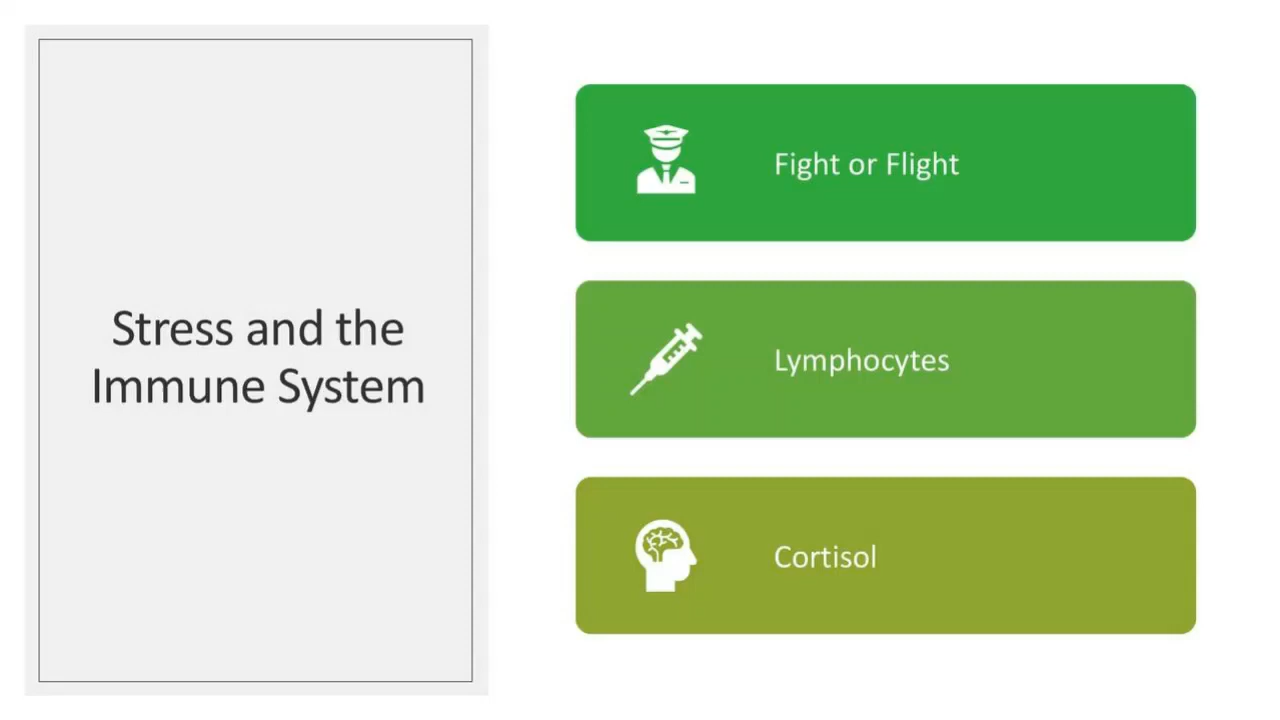 Stress and the
Immune System
Fight or Flight
Lymphocytes
Cortisol